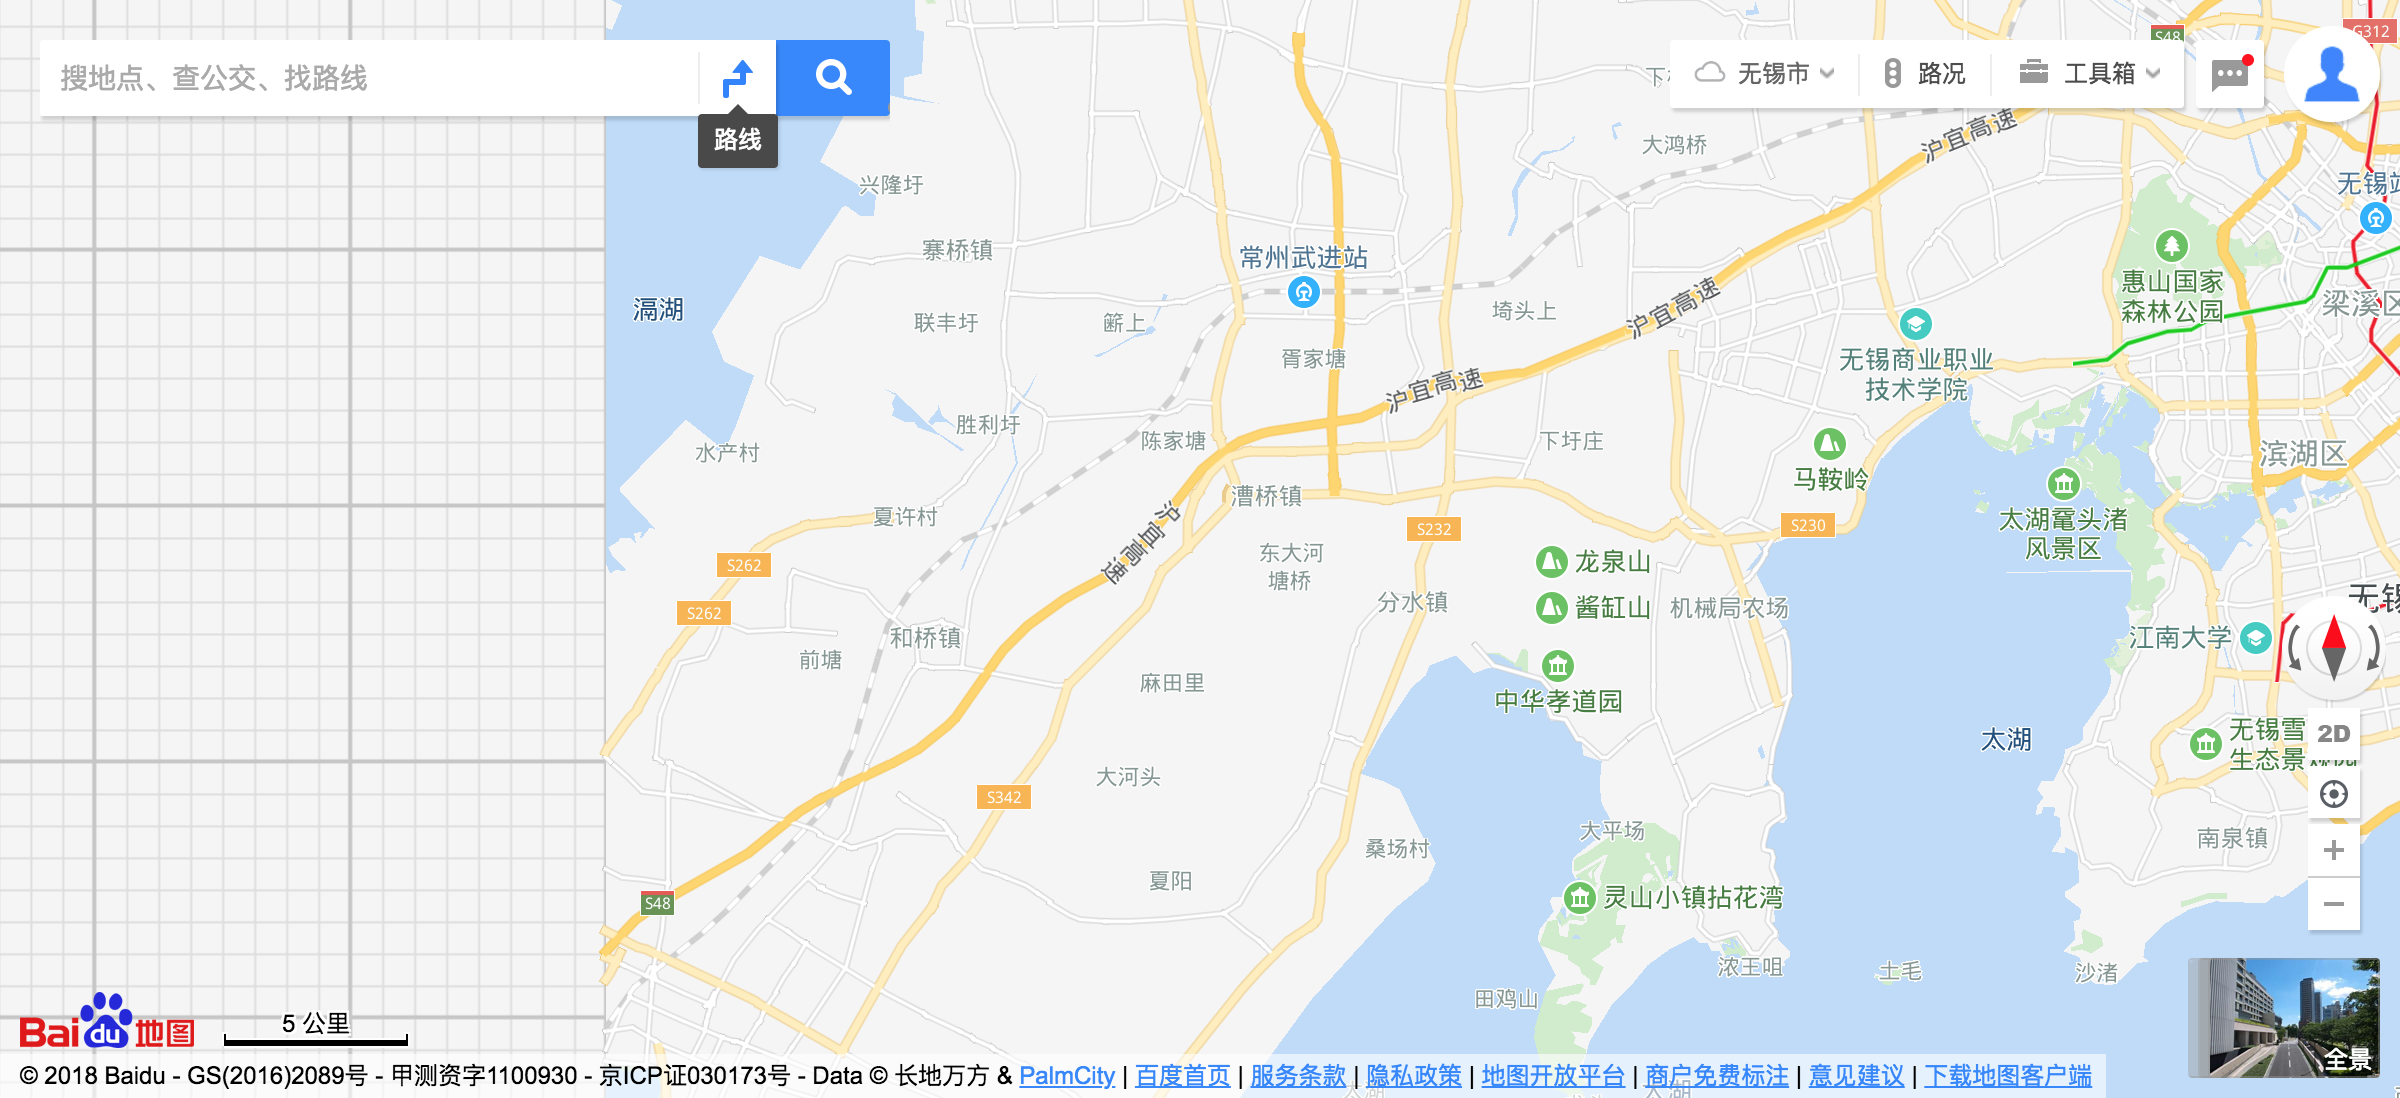 搜地点、查公交、找路线
路线
无锡市
路况
工具箱
S48
G312
大鸿桥
沪宜高速
兴隆圩
无锡站
寨桥镇
常州武进站
惠山国家
森林公园
滆湖
联丰圩
簖上
埼头上
沪宜高速
梁溪区
胥家塘
无锡商业职业
技术学院
沪宜高速
胜利圩
陈家塘
下圩庄
水产村
马鞍岭
滨湖区
漕桥镇
夏许村
沪宜高速
S232
S230
太湖鼋头渚
风景区
S262
东大河
塘桥
龙泉山
S262
分水镇
酱缸山
机械局农场
无锡
和桥镇
江南大学
前塘
麻田里
中华孝道园
太湖
无锡雪
生态景
2D
大河头
S342
大平场
桑场村
南泉镇
夏阳
S48
灵山小镇拈花湾
浓王咀
土毛
沙渚
田鸡山
Bai du 地图
5 公里
全景
© 2018 Baidu - GS(2016)2089号 - 甲测资字1100930 - 京ICP证030173号 - Data © 长地万方 & PalmCity | 百度首页 | 服务条款 | 隐私政策 | 地图开放平台 | 商户免费标注 | 意见建议 | 下载地图客户端